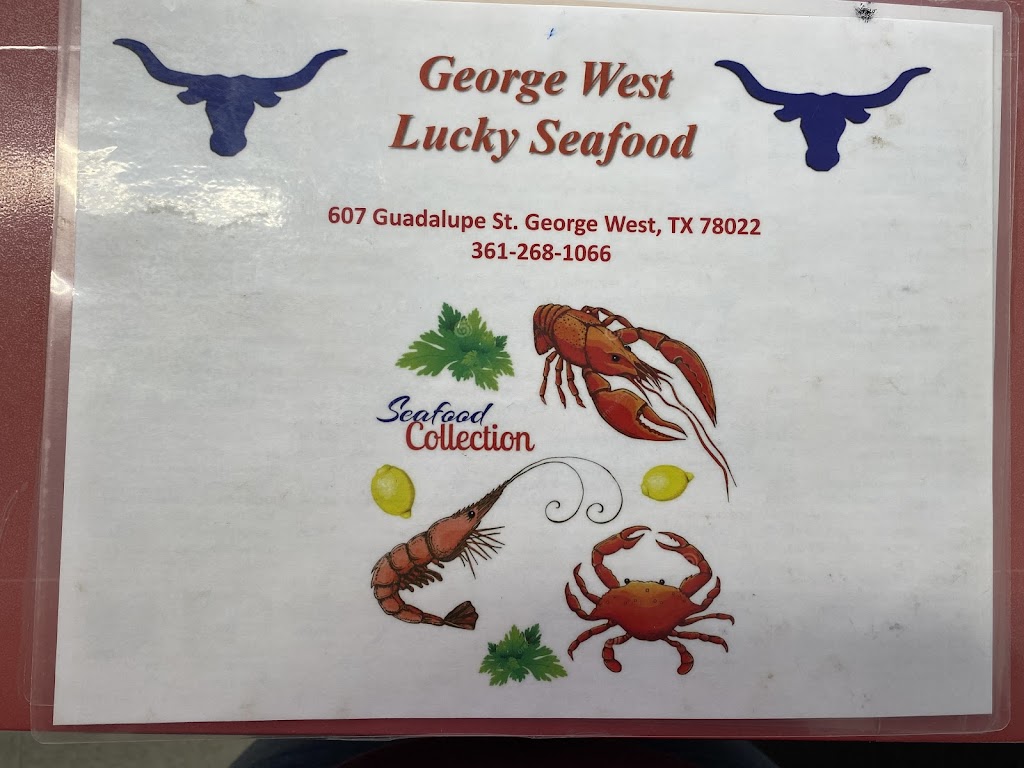 George West
Lucky Seafood
607 Guadalupe St. George West, TX 78022
361-268-1066
Seafood
Collection